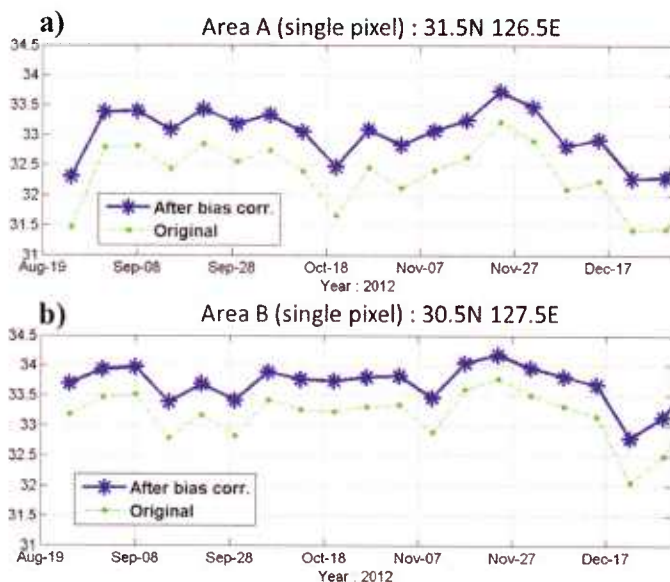 a) Area A (single pixel) : 31.5N 126.5E
34.5
34
33.5
33
32.5
32
31.5
31
After bias corr.
Original
Aug-19 Sep-08 Sep-28 Oct-18 Nov-07 Nov-27 Dec-17
Year : 2012
b) Area B (single pixel) : 30.5N 127.5E
34.5
34
33.5
33
32.5
32
31.5
31
After bias corr.
Original
Aug-19 Sep-08 Sep-28 Oct-18 Nov-07 Nov-27 Dec-17
Year : 2012